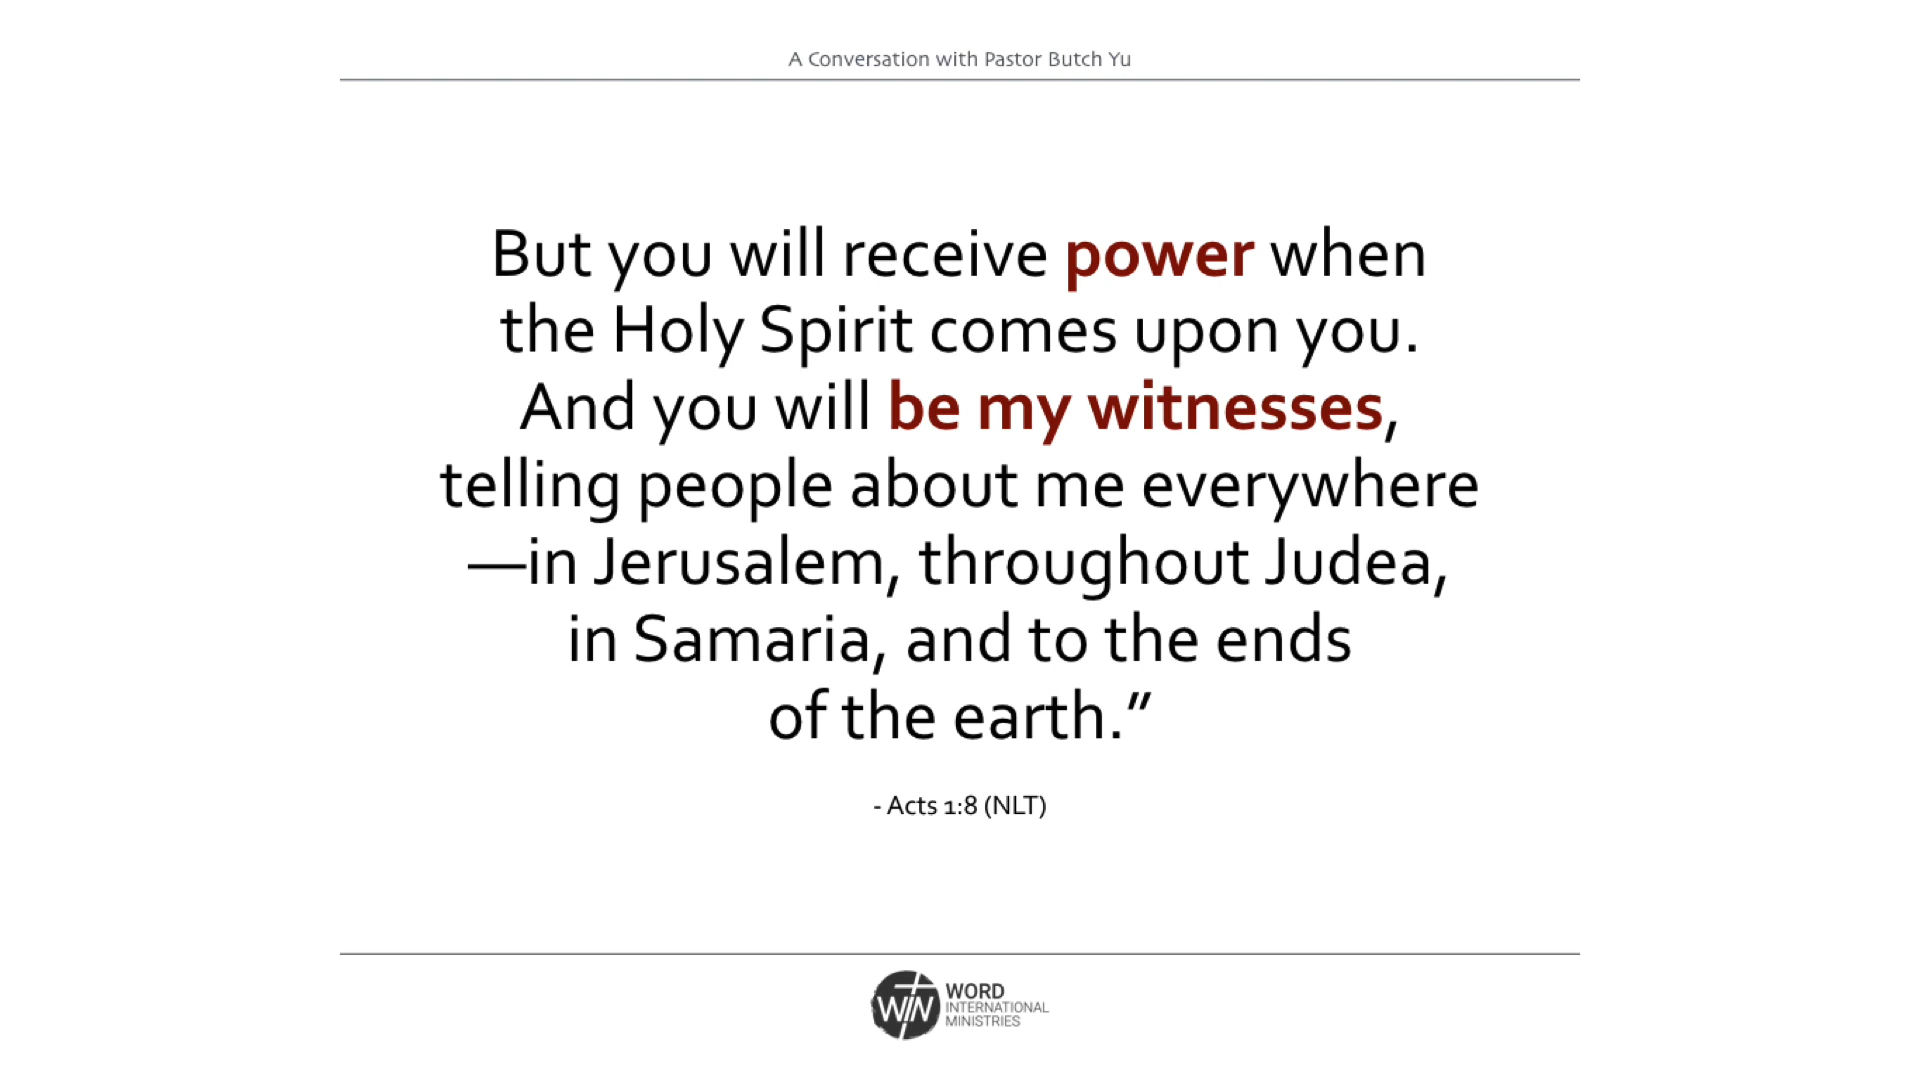 A Conversation with Pastor Butch Yu
But you will receive power when
the Holy Spirit comes upon you.
And you will be my witnesses,
telling people about me everywhere
—in Jerusalem, throughout Judea,
in Samaria, and to the ends
of the earth.”
- Acts 1:8 (NLT)
WIN
WORD
INTERNATIONAL
MINISTRIES